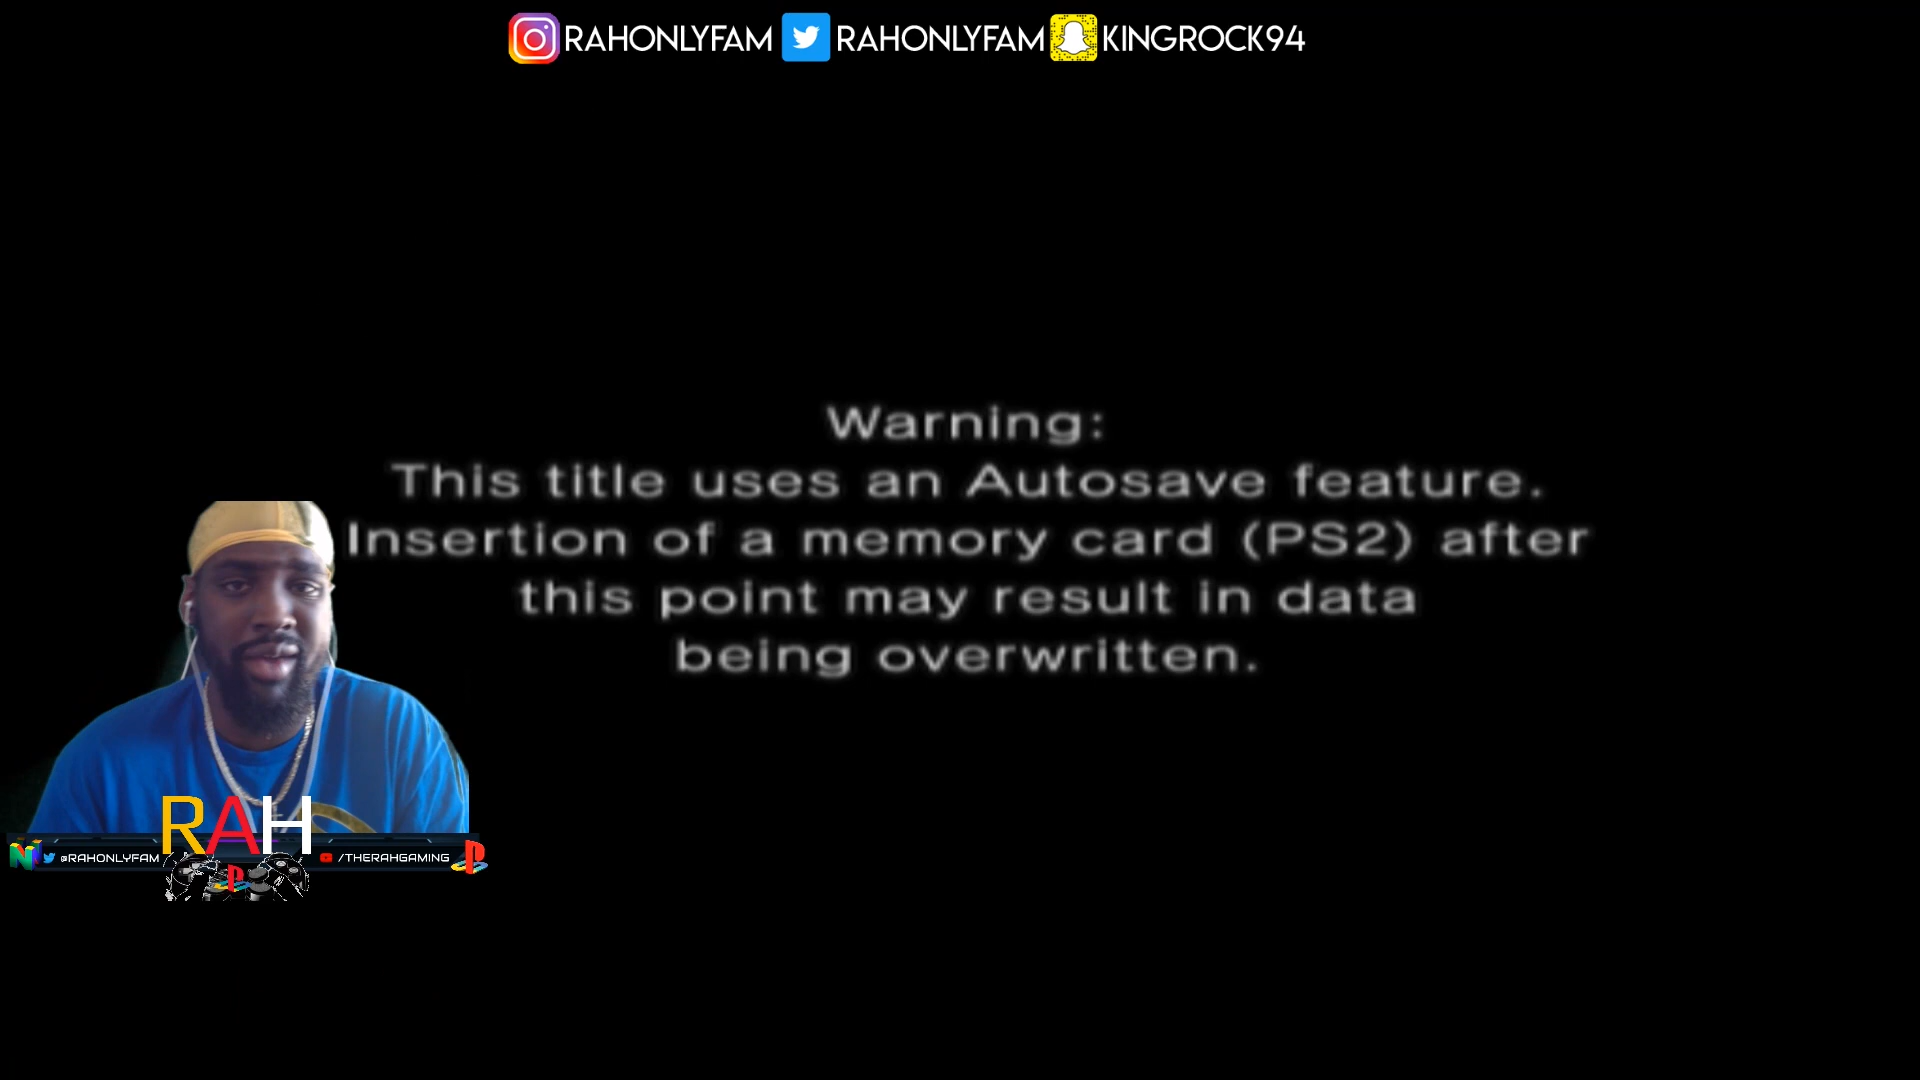 RAHONLYFAM RAHONLYFAM KINGROCK94
Warning:
This title uses an Autosave feature.
Insertion of a memory card (PS2) after
this point may result in data
being overwritten.
RAH
@RAHONLYFAM /THERAHGAMING